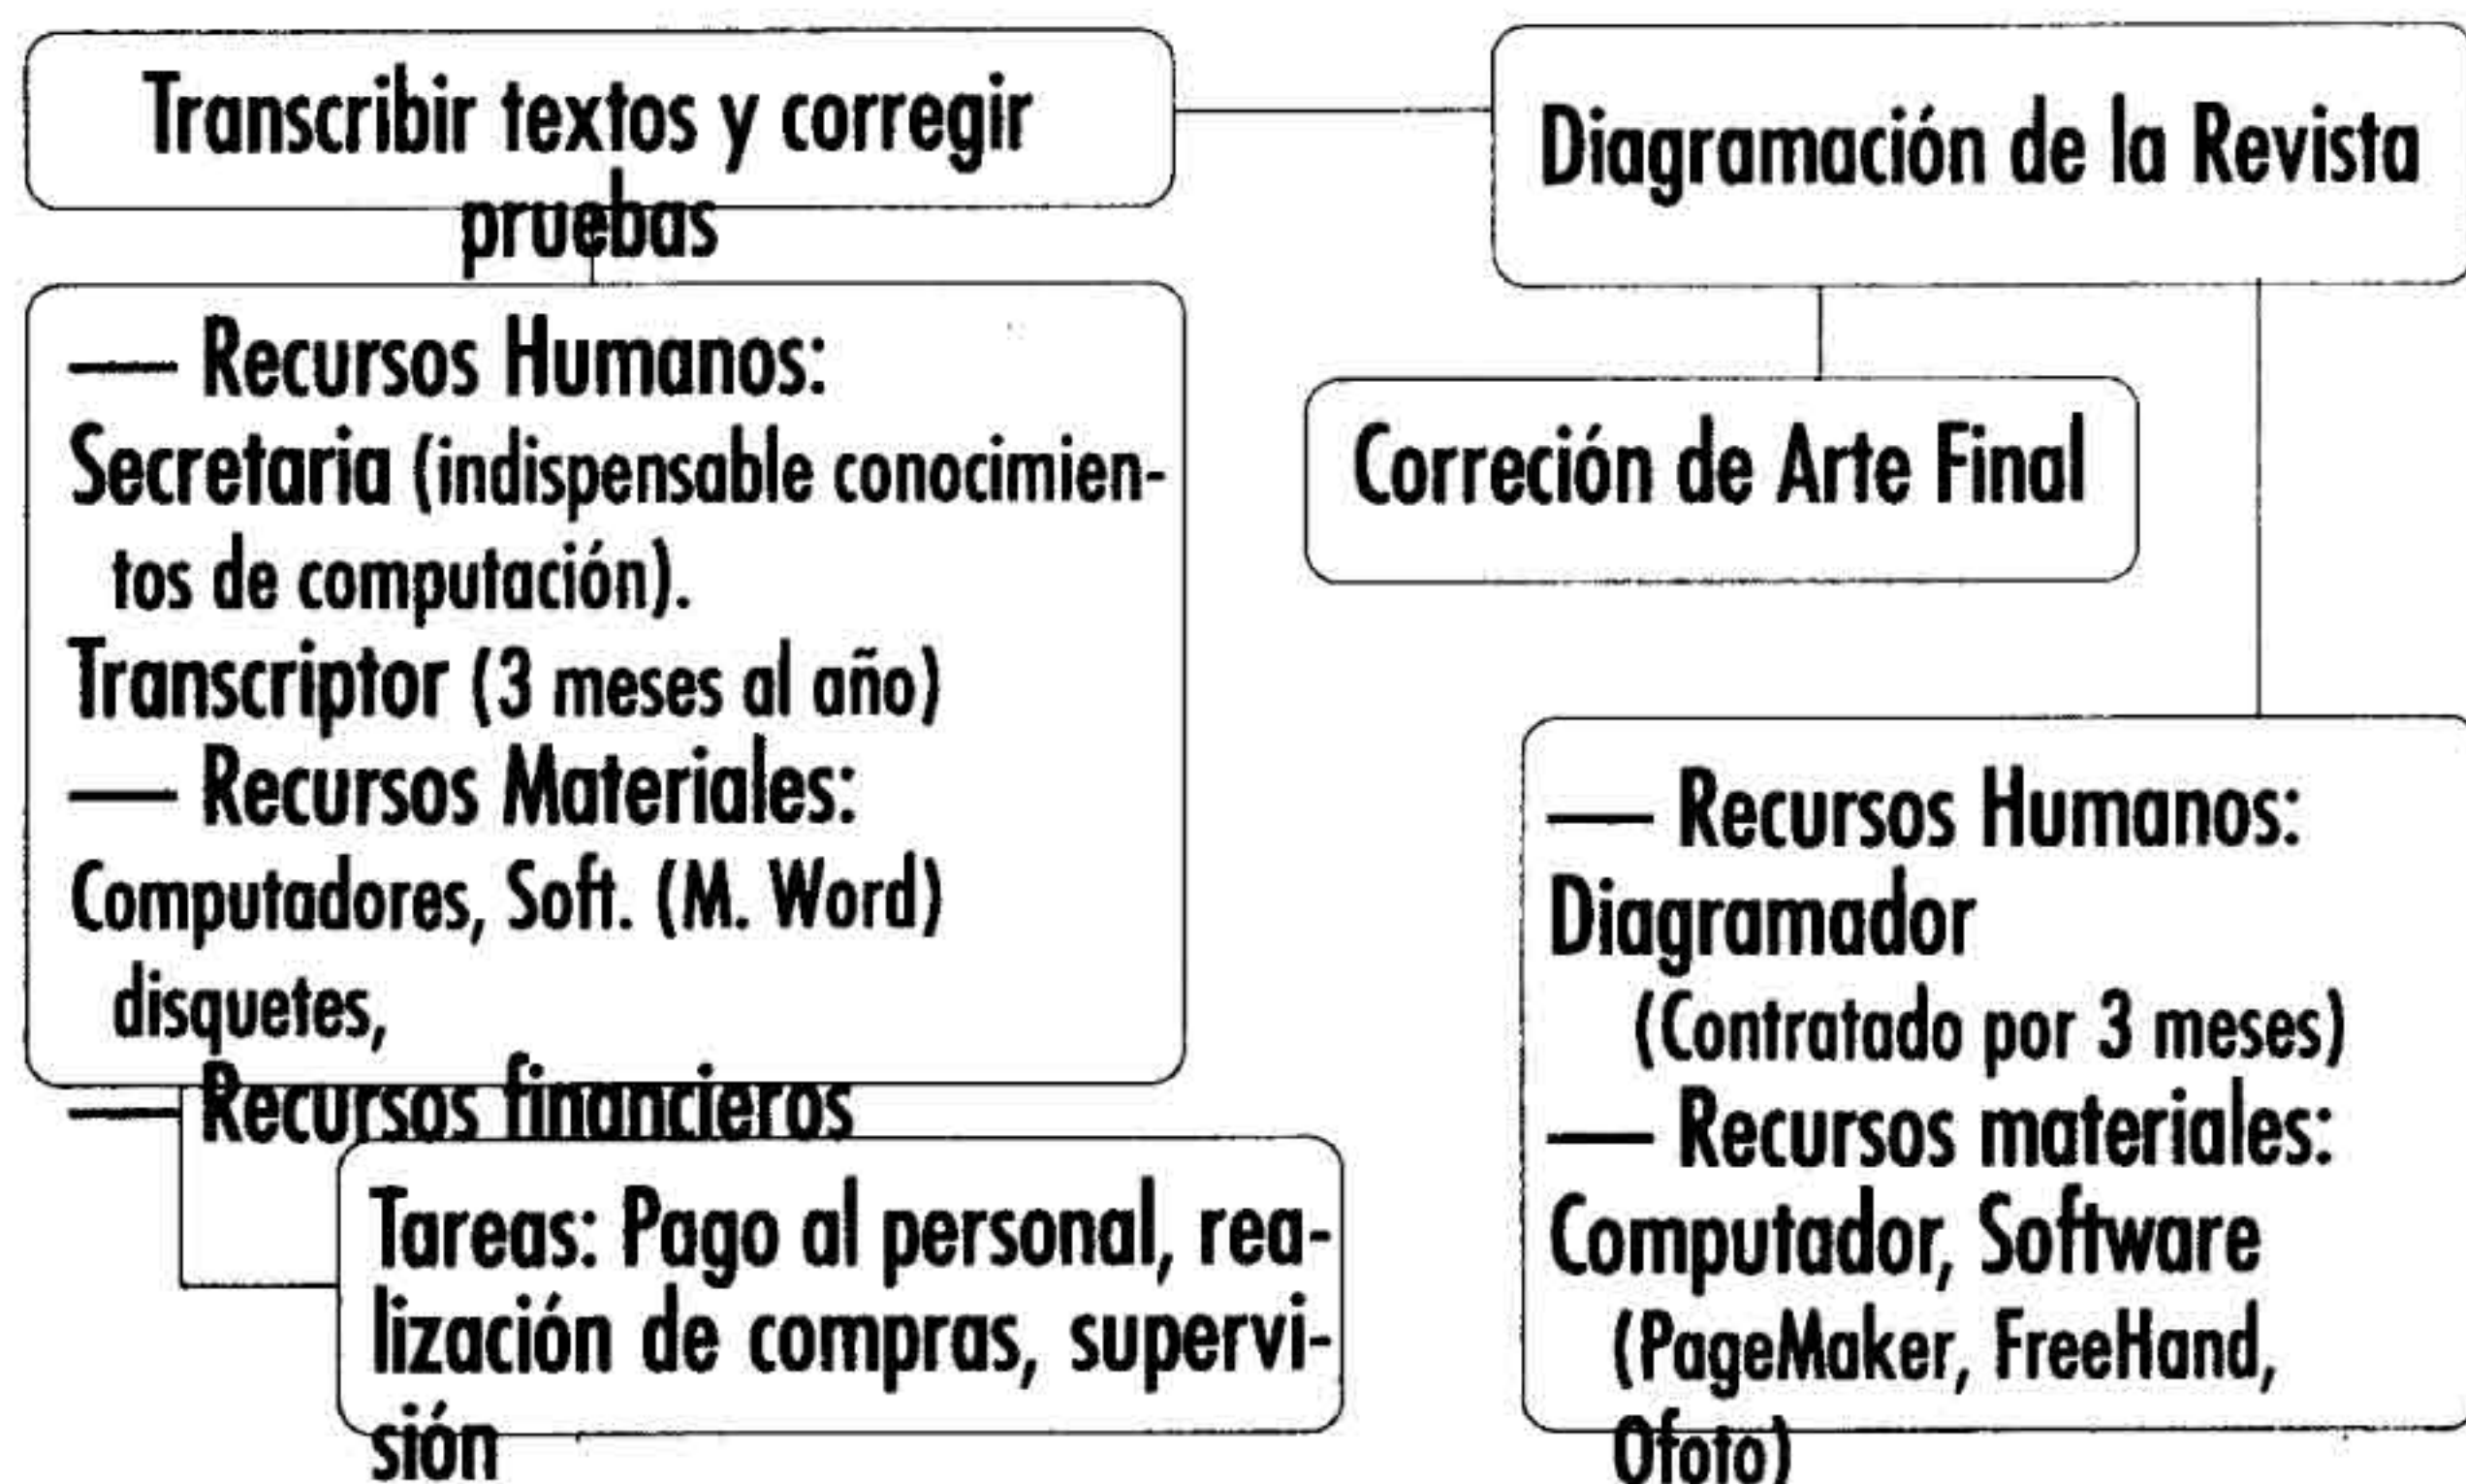 Transcribir textos y corregir
pruebas
— Recursos Humanos:
Secretaria (indispensable conocimien-
tos de computación).
Transcriptor (3 meses al año)
— Recursos Materiales:
Computadores, Soft. (M. Word)
disquetes,
— Recursos financieros
Tareas: Pago al personal, rea-
lización de compras, supervi-
sión
Diagramación de la Revista
Correción de Arte Final
— Recursos Humanos:
Diagramador
(Contratado por 3 meses)
— Recursos materiales:
Computador, Software
(PageMaker, FreeHand,
Ofoto)